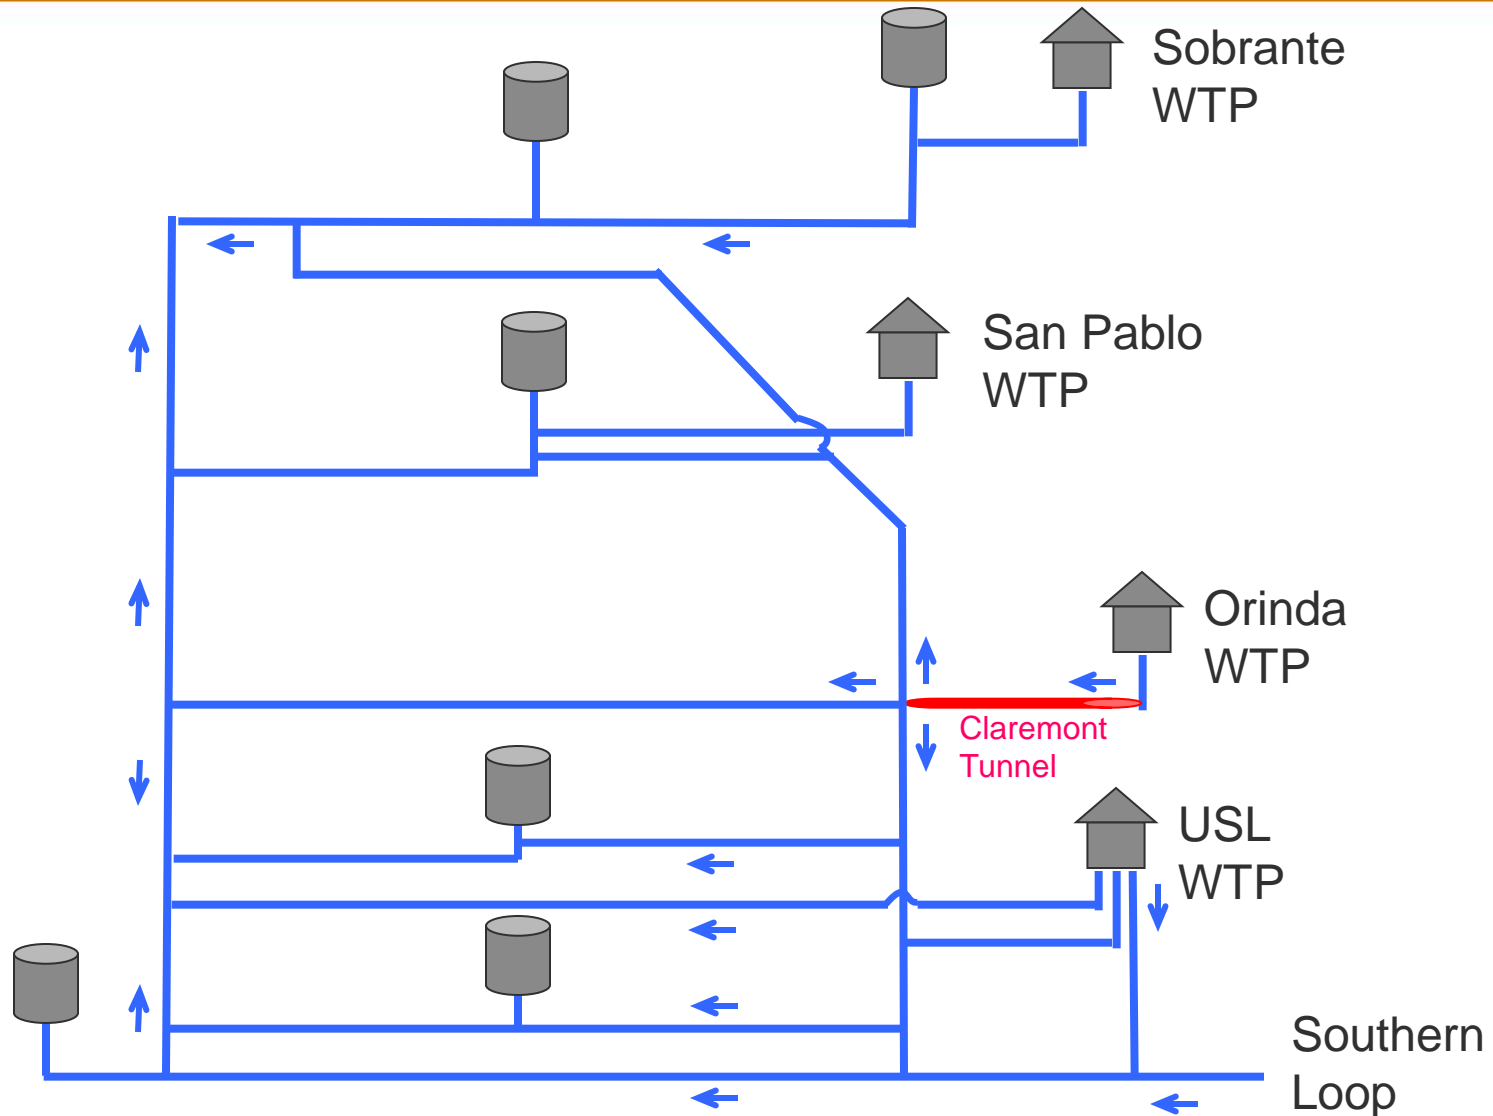 Sobrante
WTP
San Pablo
WTP
Orinda
WTP
Claremont
Tunnel
USL
WTP
Southern
Loop